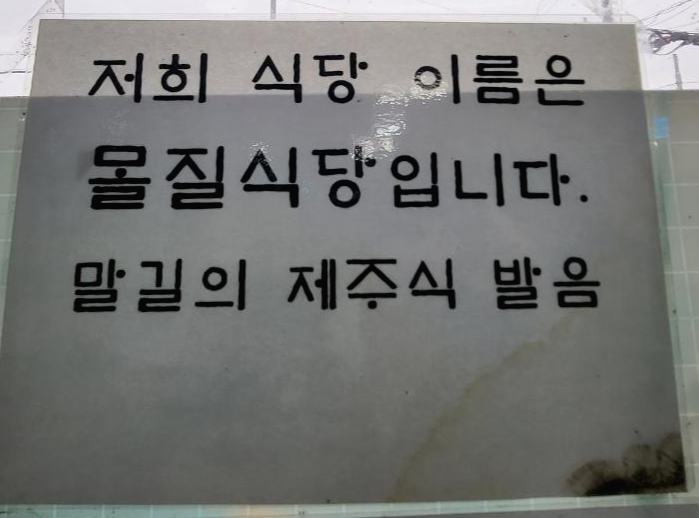 저희 식당 이름은
몰질식당입니다.
말길의 제주식 발음